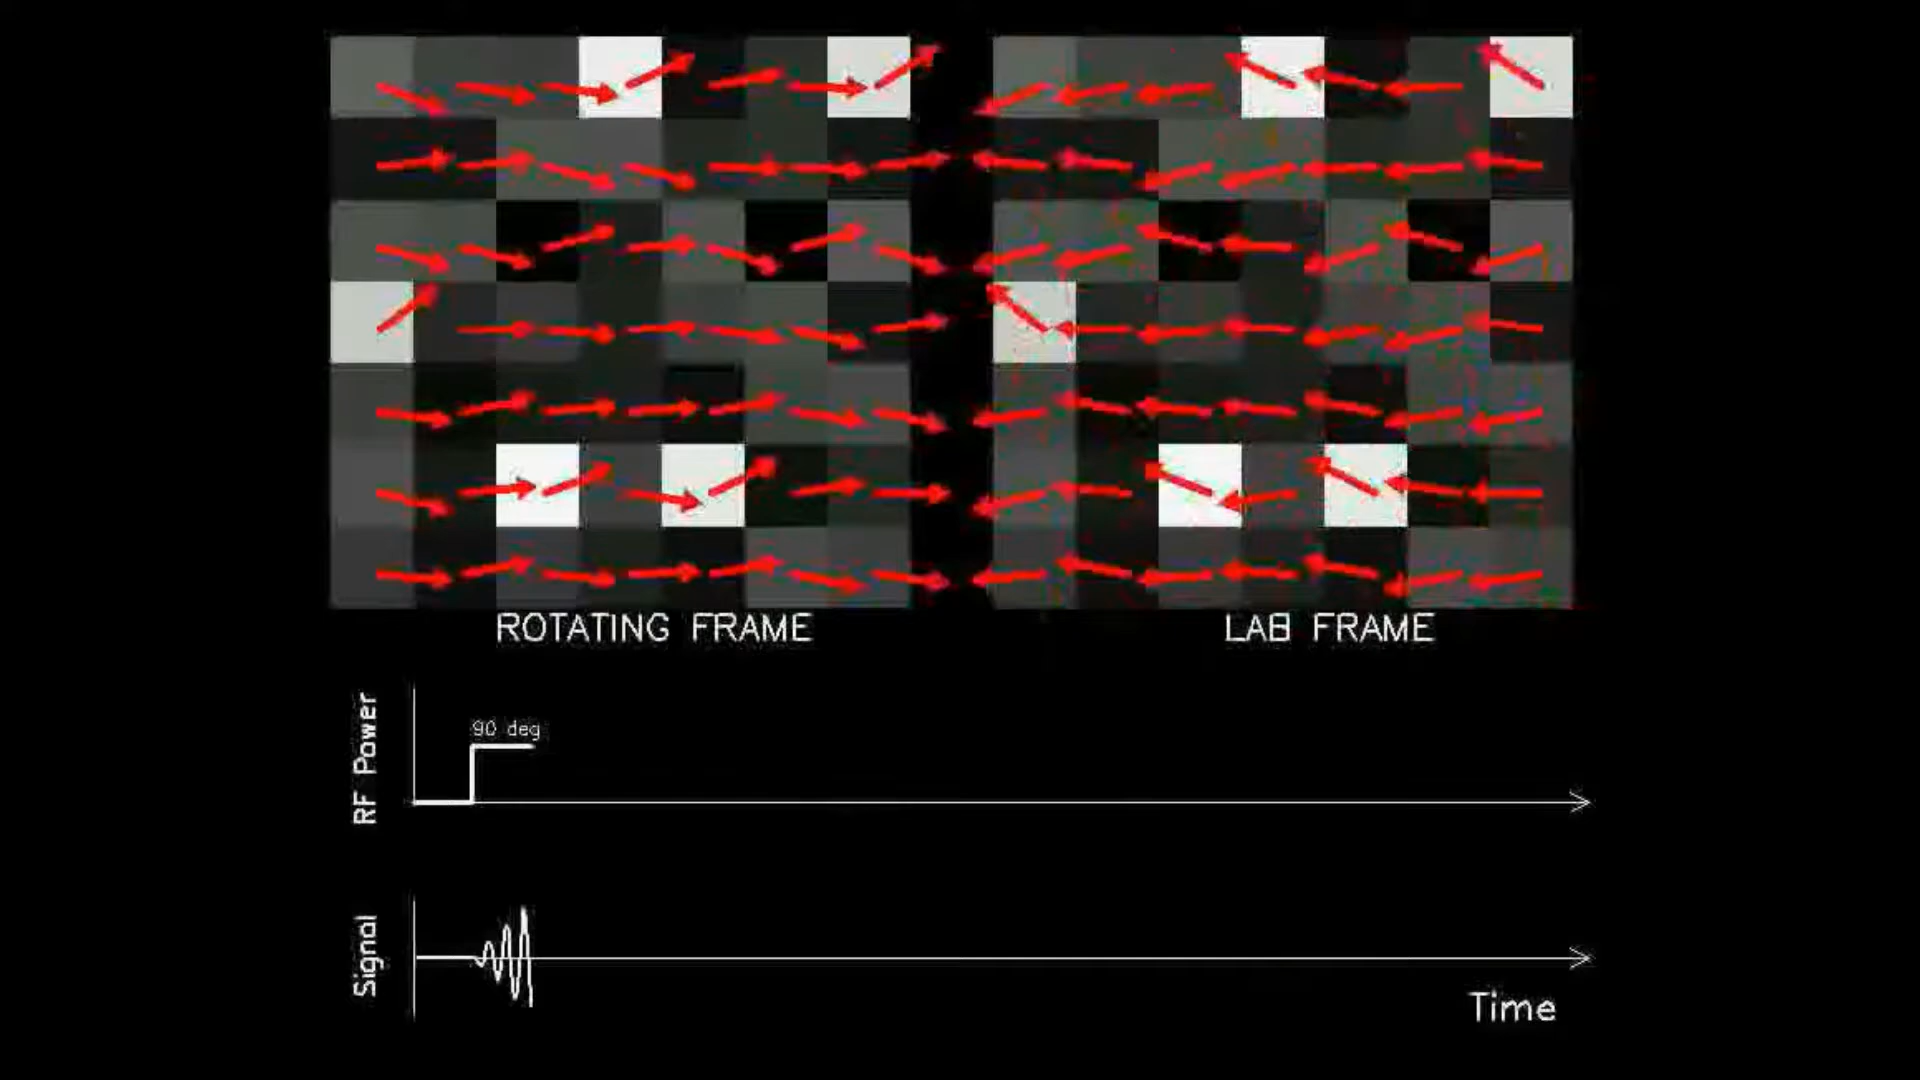 ROTATING FRAME
LAB FRAME
RF Power
90 deg
Signal
Time